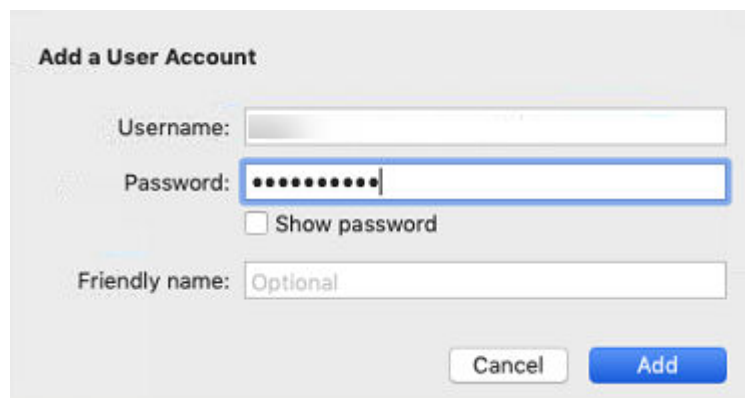 Add a User Account
Username:
Password: ••••••••••
Show password
Friendly name: Optional
Cancel Add